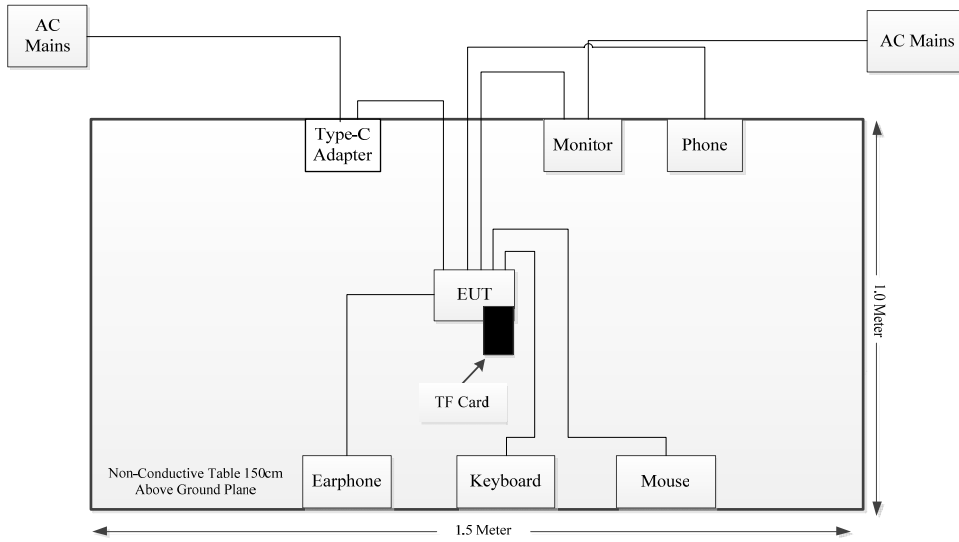 AC
Mains
AC Mains
Type-C
Adapter
Monitor
Phone
EUT
TF Card
1.0 Meter
Non-Conductive Table 150cm
Above Ground Plane
Earphone
Keyboard
Mouse
1.5 Meter